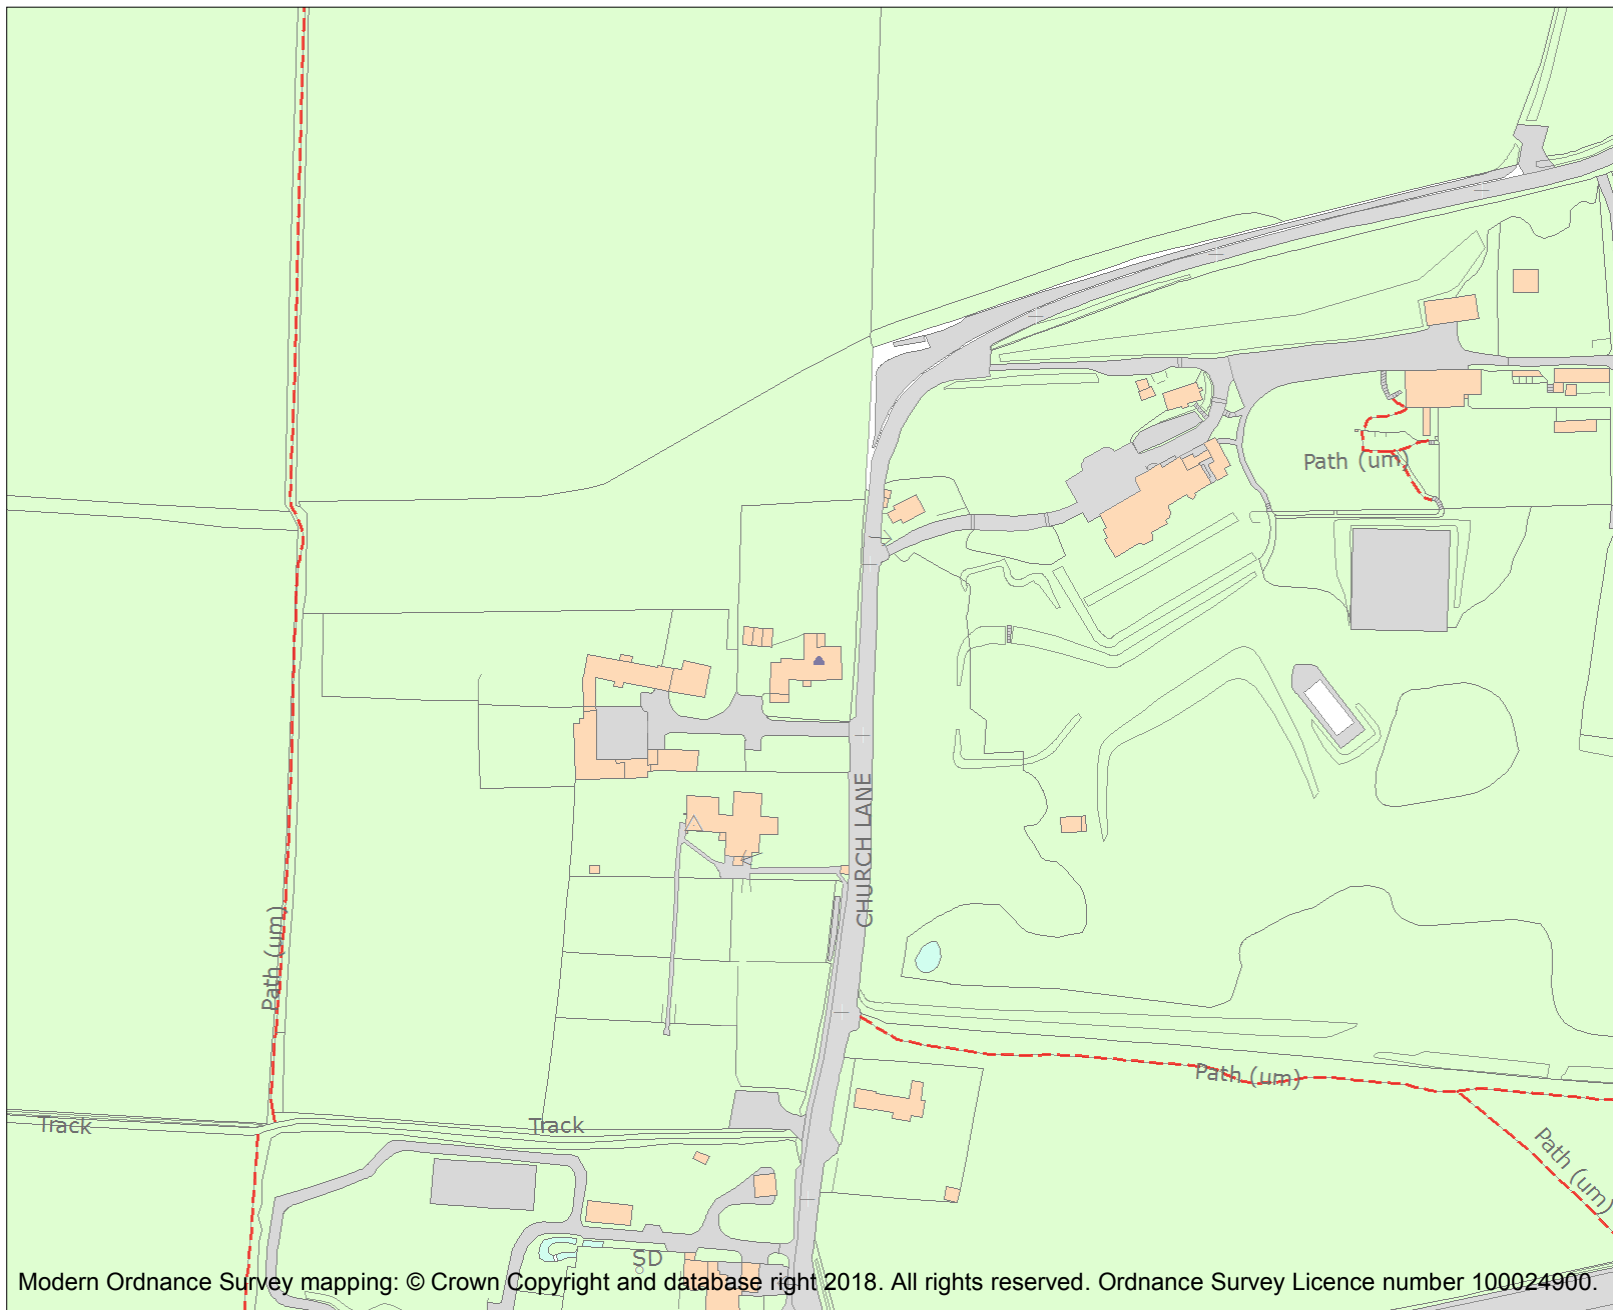 Path (um)
CHURCH LANE
Path (um)
Path (um)
Track
Track
Path (um)
SD
Modern Ordnance Survey mapping: © Crown Copyright and database right 2018. All rights reserved. Ordnance Survey Licence number 100024900.